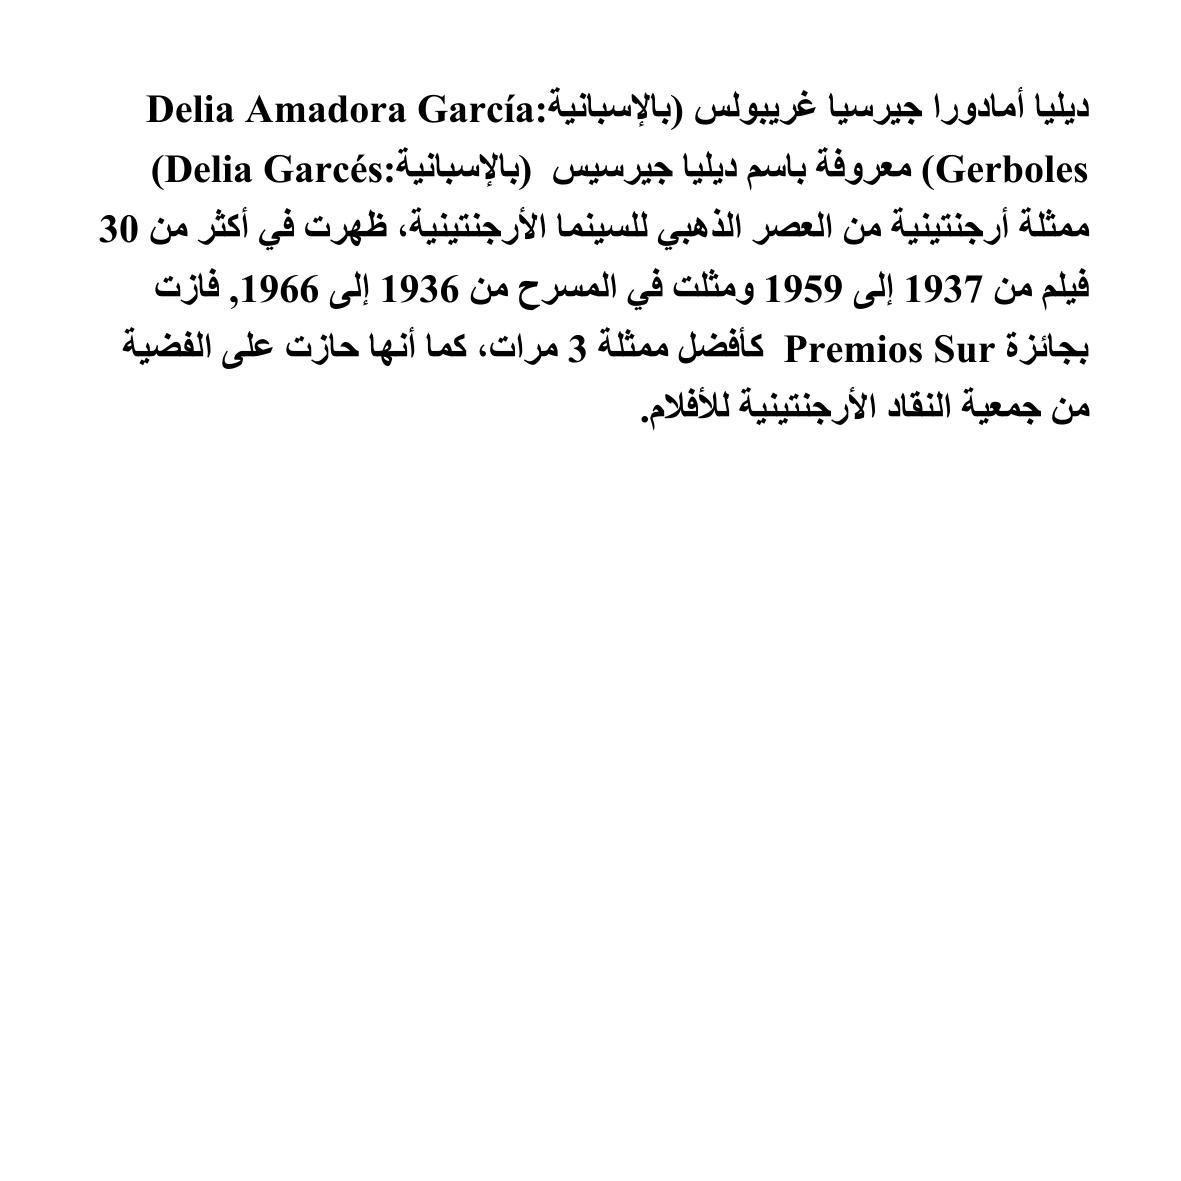 ديليا أمادورا جيرسيا غريبولس (بالإسبانية:Delia Amadora García
Gerboles) معروفة باسم ديليا جيرسيس  (بالإسبانية:Delia Garcés)
ممثلة أرجنتينية من العصر الذهبي للسينما الأرجنتينية، ظهرت في أكثر من 30
فيلم من 1937 إلى 1959 ومثلت في المسرح من 1936 إلى 1966, فازت
بجائزة Premios Sur  كأفضل ممثلة 3 مرات، كما أنها حازت على الفضية
من جمعية النقاد الأرجنتينية للأفلام.